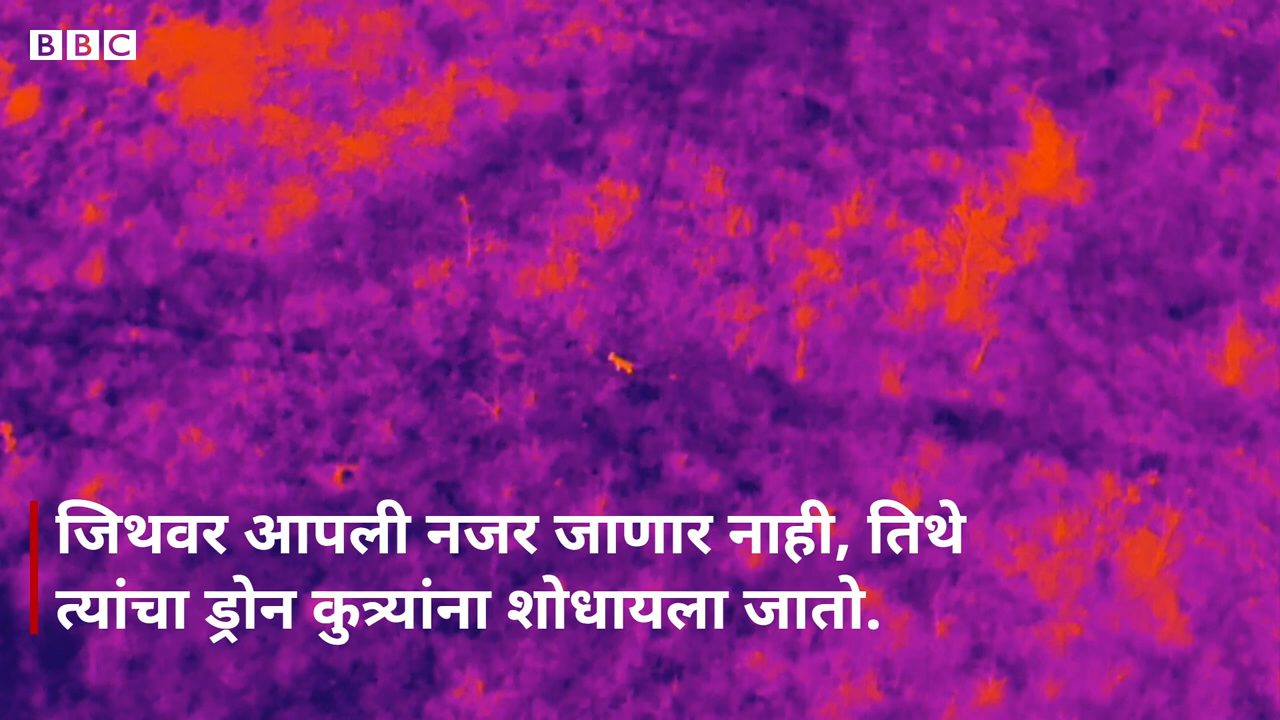 BBC
जिथवर आपली नजर जाणार नाही, तिथे
त्यांचा ड्रोन कुत्र्यांना शोधायला जातो.